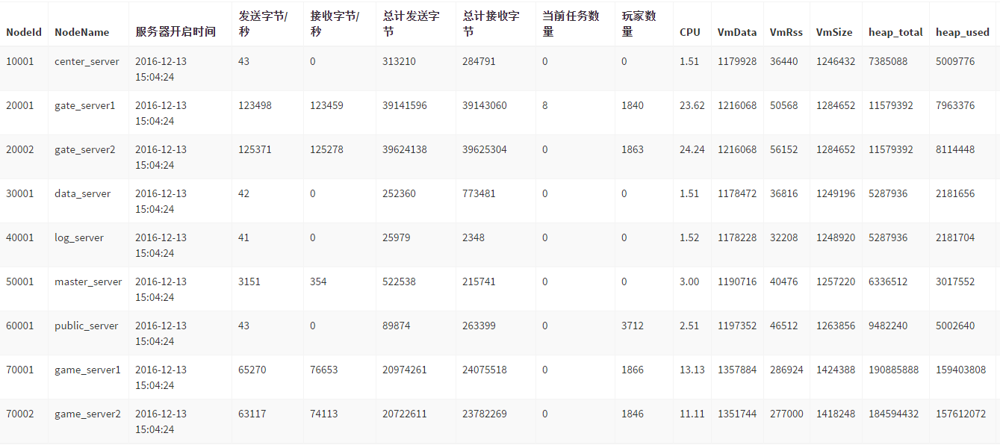 NodeId NodeName 服务器开启时间 发送字节/秒 接收字节/秒 总计发送字节 总计接收字节 当前任务数量 玩家数量 CPU VmData VmRss VmSize heap_total heap_used
10001 center_server 2016-12-13 15:04:24 43 0 313210 284791 0 0 1.51 1179928 36440 1246432 7385088 5009776
20001 gate_server1 2016-12-13 15:04:24 123498 123459 39141596 39143060 8 1840 23.62 1216068 50568 1284652 11579392 7963376
20002 gate_server2 2016-12-13 15:04:24 125371 125278 39624138 39625304 0 1863 24.24 1216068 56152 1284652 11579392 8114448
30001 data_server 2016-12-13 15:04:24 42 0 252360 773481 0 0 1.51 1178472 36816 1249196 5287936 2181656
40001 log_server 2016-12-13 15:04:24 41 0 25979 2348 0 0 1.52 1178228 32208 1248920 5287936 2181704
50001 master_server 2016-12-13 15:04:24 3151 354 522538 215741 0 0 3.00 1190716 40476 1257220 6336512 3017552
60001 public_server 2016-12-13 15:04:24 43 0 89874 263399 0 3712 2.51 1197352 46512 1263856 9482240 5002640
70001 game_server1 2016-12-13 15:04:24 65270 76653 20974261 24075518 0 1866 13.13 1357884 286924 1424388 190885888 159403808
70002 game_server2 2016-12-13 15:04:24 63117 74113 20722611 23782269 0 1846 11.11 1351744 277000 1418248 184594432 157612072